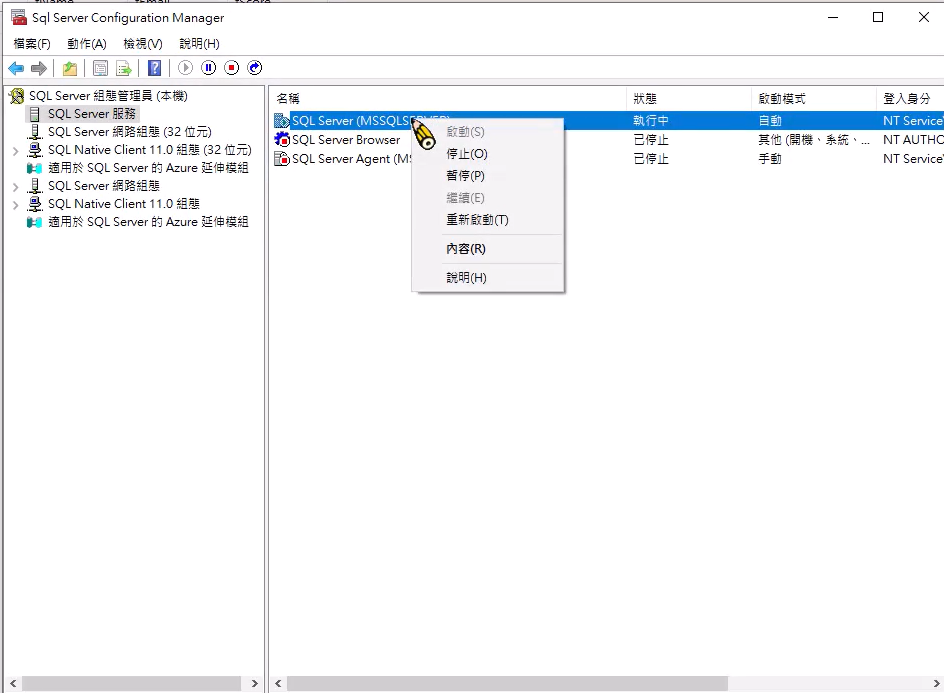 Sql Server Configuration Manager
檔案(F) 動作(A) 檢視(V) 說明(H)
SQL Server 組態管理員 (本機)
SQL Server 服務
SQL Server 網路組態 (32 位元)
SQL Native Client 11.0 組態 (32 位元)
適用於 SQL Server 的 Azure 延伸模組
SQL Server 網路組態
SQL Native Client 11.0 組態
適用於 SQL Server 的 Azure 延伸模組
名稱 狀態 啟動模式 登入身分
SQL Server (MSSQLSERVER) 執行中 自動 NT Service\
SQL Server Browser 已停止 其他 (開機、系統、... NT AUTHO
SQL Server Agent (MS 已停止 手動 NT Service\
啟動(S)
停止(O)
暫停(P)
繼續(E)
重新啟動(T)
內容(R)
說明(H)